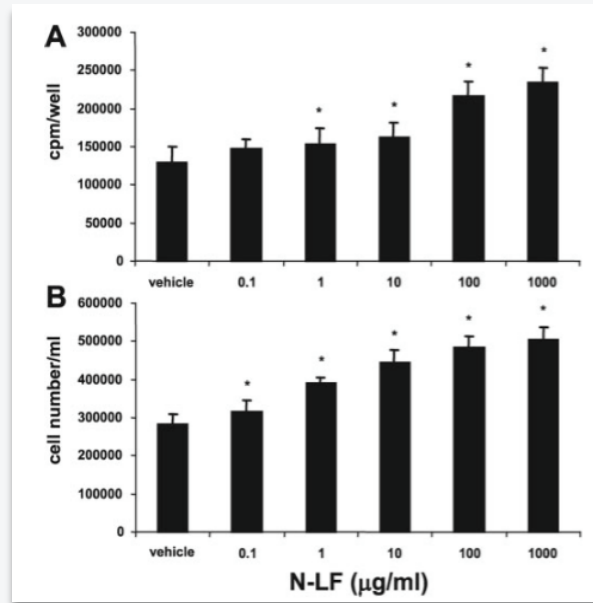 A
300000
250000
200000
150000
100000
50000
0
cpm/well
* * * *
vehicle 0.1 1 10 100 1000
B
600000
500000
400000
300000
200000
100000
0
cell number/ml
* * * * *
vehicle 0.1 1 10 100 1000
N-LF (μg/ml)